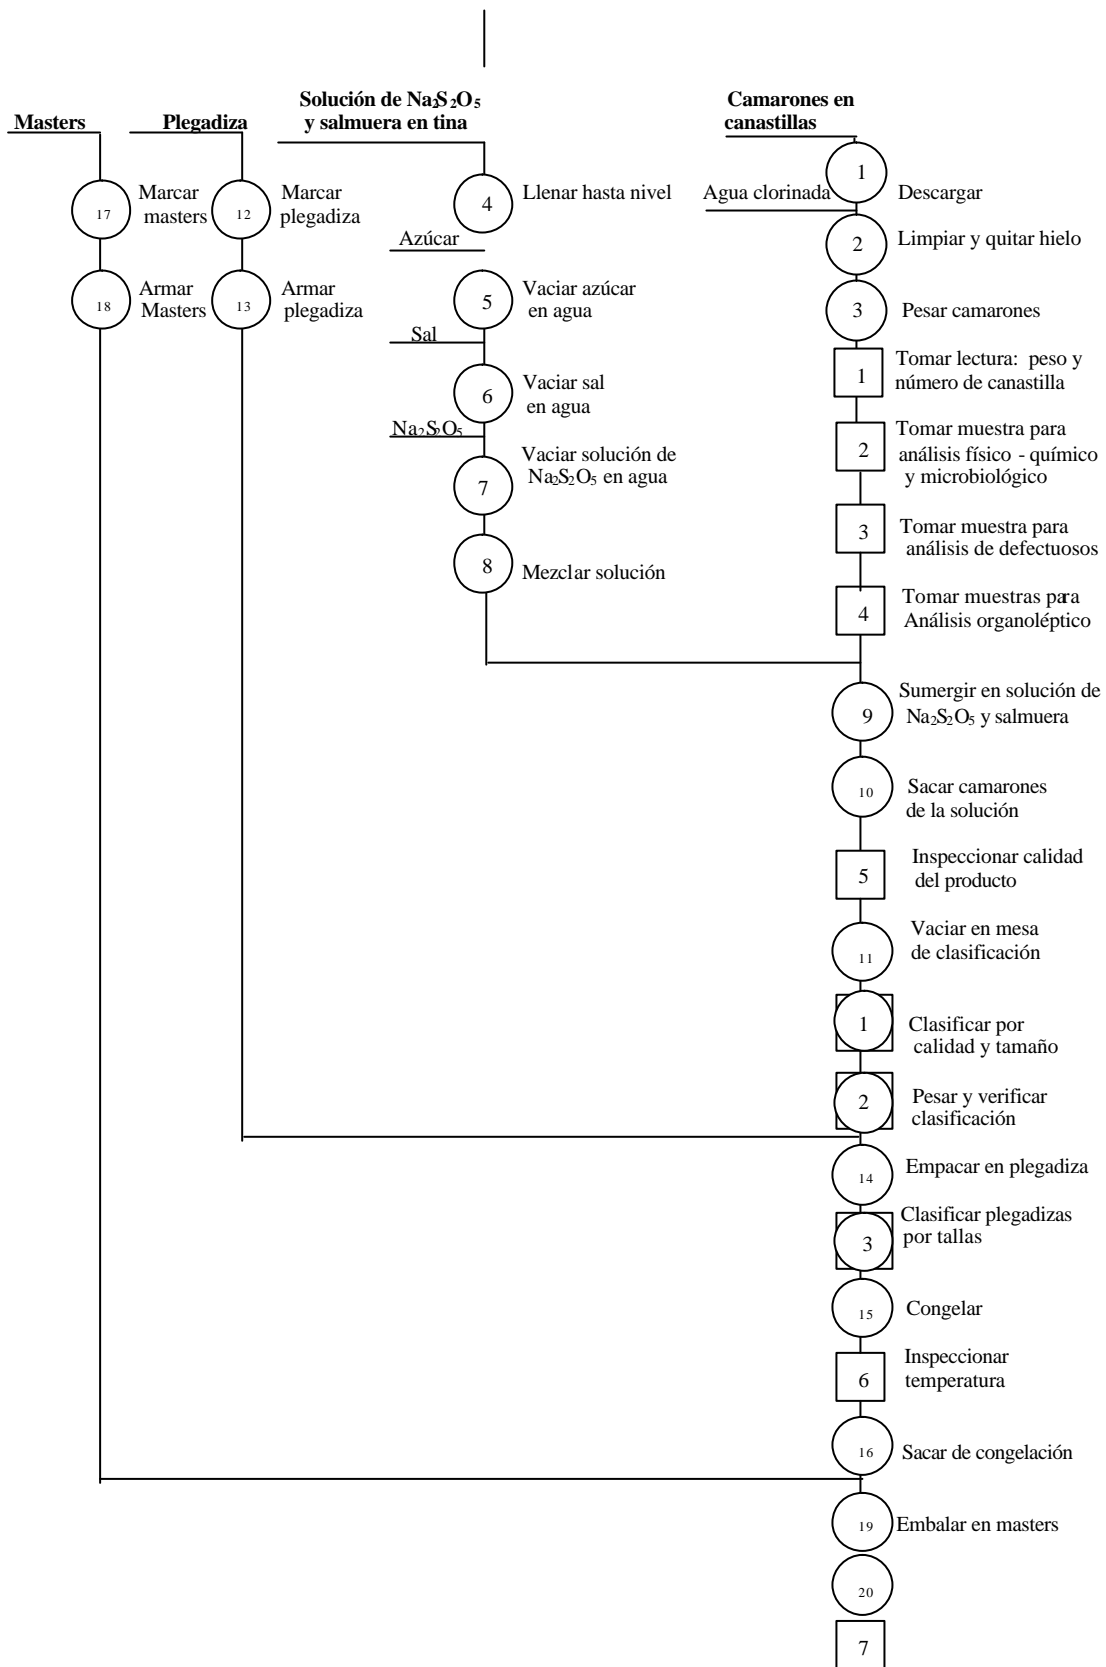 Masters
17
Marcar
masters
18
Armar
Masters
Plegadiza
12
Marcar
plegadiza
13
Armar
plegadiza
Solución de Na₂S₂O₅
y salmuera en tina
4
Llenar hasta nivel
Azúcar
5
Vaciar azúcar
en agua
Sal
6
Vaciar sal
en agua
Na₂S₂O₅
7
Vaciar solución de
Na₂S₂O₅ en agua
8
Mezclar solución
Camarones en
canastillas
1
Descargar
Agua clorinada
2
Limpiar y quitar hielo
3
Pesar camarones
1
Tomar lectura: peso y
número de canastilla
2
Tomar muestra para
análisis físico - químico
y microbiológico
3
Tomar muestra para
análisis de defectuosos
4
Tomar muestras para
Análisis organoléptico
9
Sumergir en solución de
Na₂S₂O₅ y salmuera
10
Sacar camarones
de la solución
5
Inspeccionar calidad
del producto
11
Vaciar en mesa
de clasificación
1
Clasificar por
calidad y tamaño
2
Pesar y verificar
clasificación
14
Empacar en plegadiza
3
Clasificar plegadizas
por tallas
15
Congelar
6
Inspeccionar
temperatura
16
Sacar de congelación
19
Embalar en masters
20
7